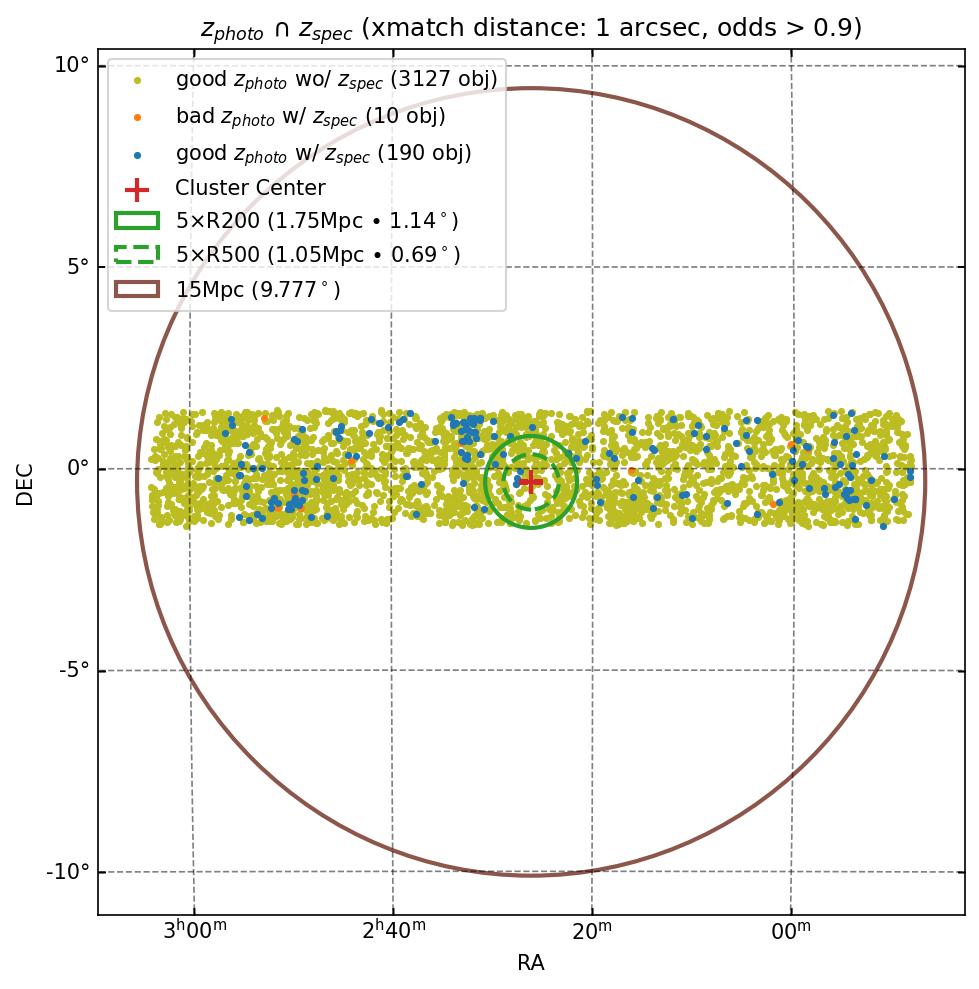 z_photo ∩ z_spec (xmatch distance: 1 arcsec, odds > 0.9)
good z_photo wo/ z_spec (3127 obj)
bad z_photo w/ z_spec (10 obj)
good z_photo w/ z_spec (190 obj)
Cluster Center
5×R200 (1.75Mpc • 1.14°)
5×R500 (1.05Mpc • 0.69°)
15Mpc (9.777°)
10°
5°
0°
-5°
-10°
DEC
3ʰ00ᵐ 2ʰ40ᵐ 20ᵐ 00ᵐ
RA